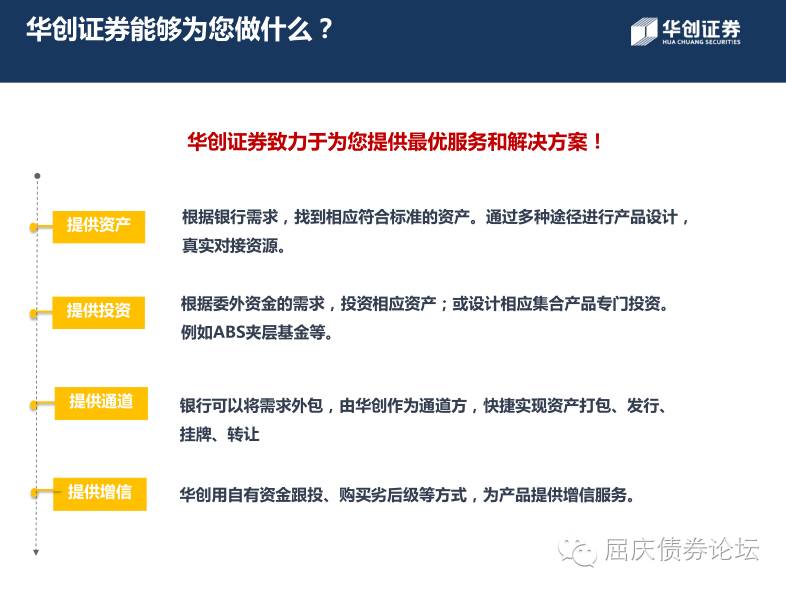 华创证券能够为您做什么？
华创证券
HUA CHUANG SECURITIES
华创证券致力于为您提供最优服务和解决方案！
提供资产
根据银行需求，找到相应符合标准的资产。通过多种途径进行产品设计，
真实对接资源。
提供投资
根据委外资金的需求，投资相应资产；或设计相应集合产品专门投资。
例如ABS夹层基金等。
提供通道
银行可以将需求外包，由华创作为通道方，快捷实现资产打包、发行、
挂牌、转让
提供增信
华创用自有资金跟投、购买劣后级等方式，为产品提供增信服务。
屈庆债券论坛